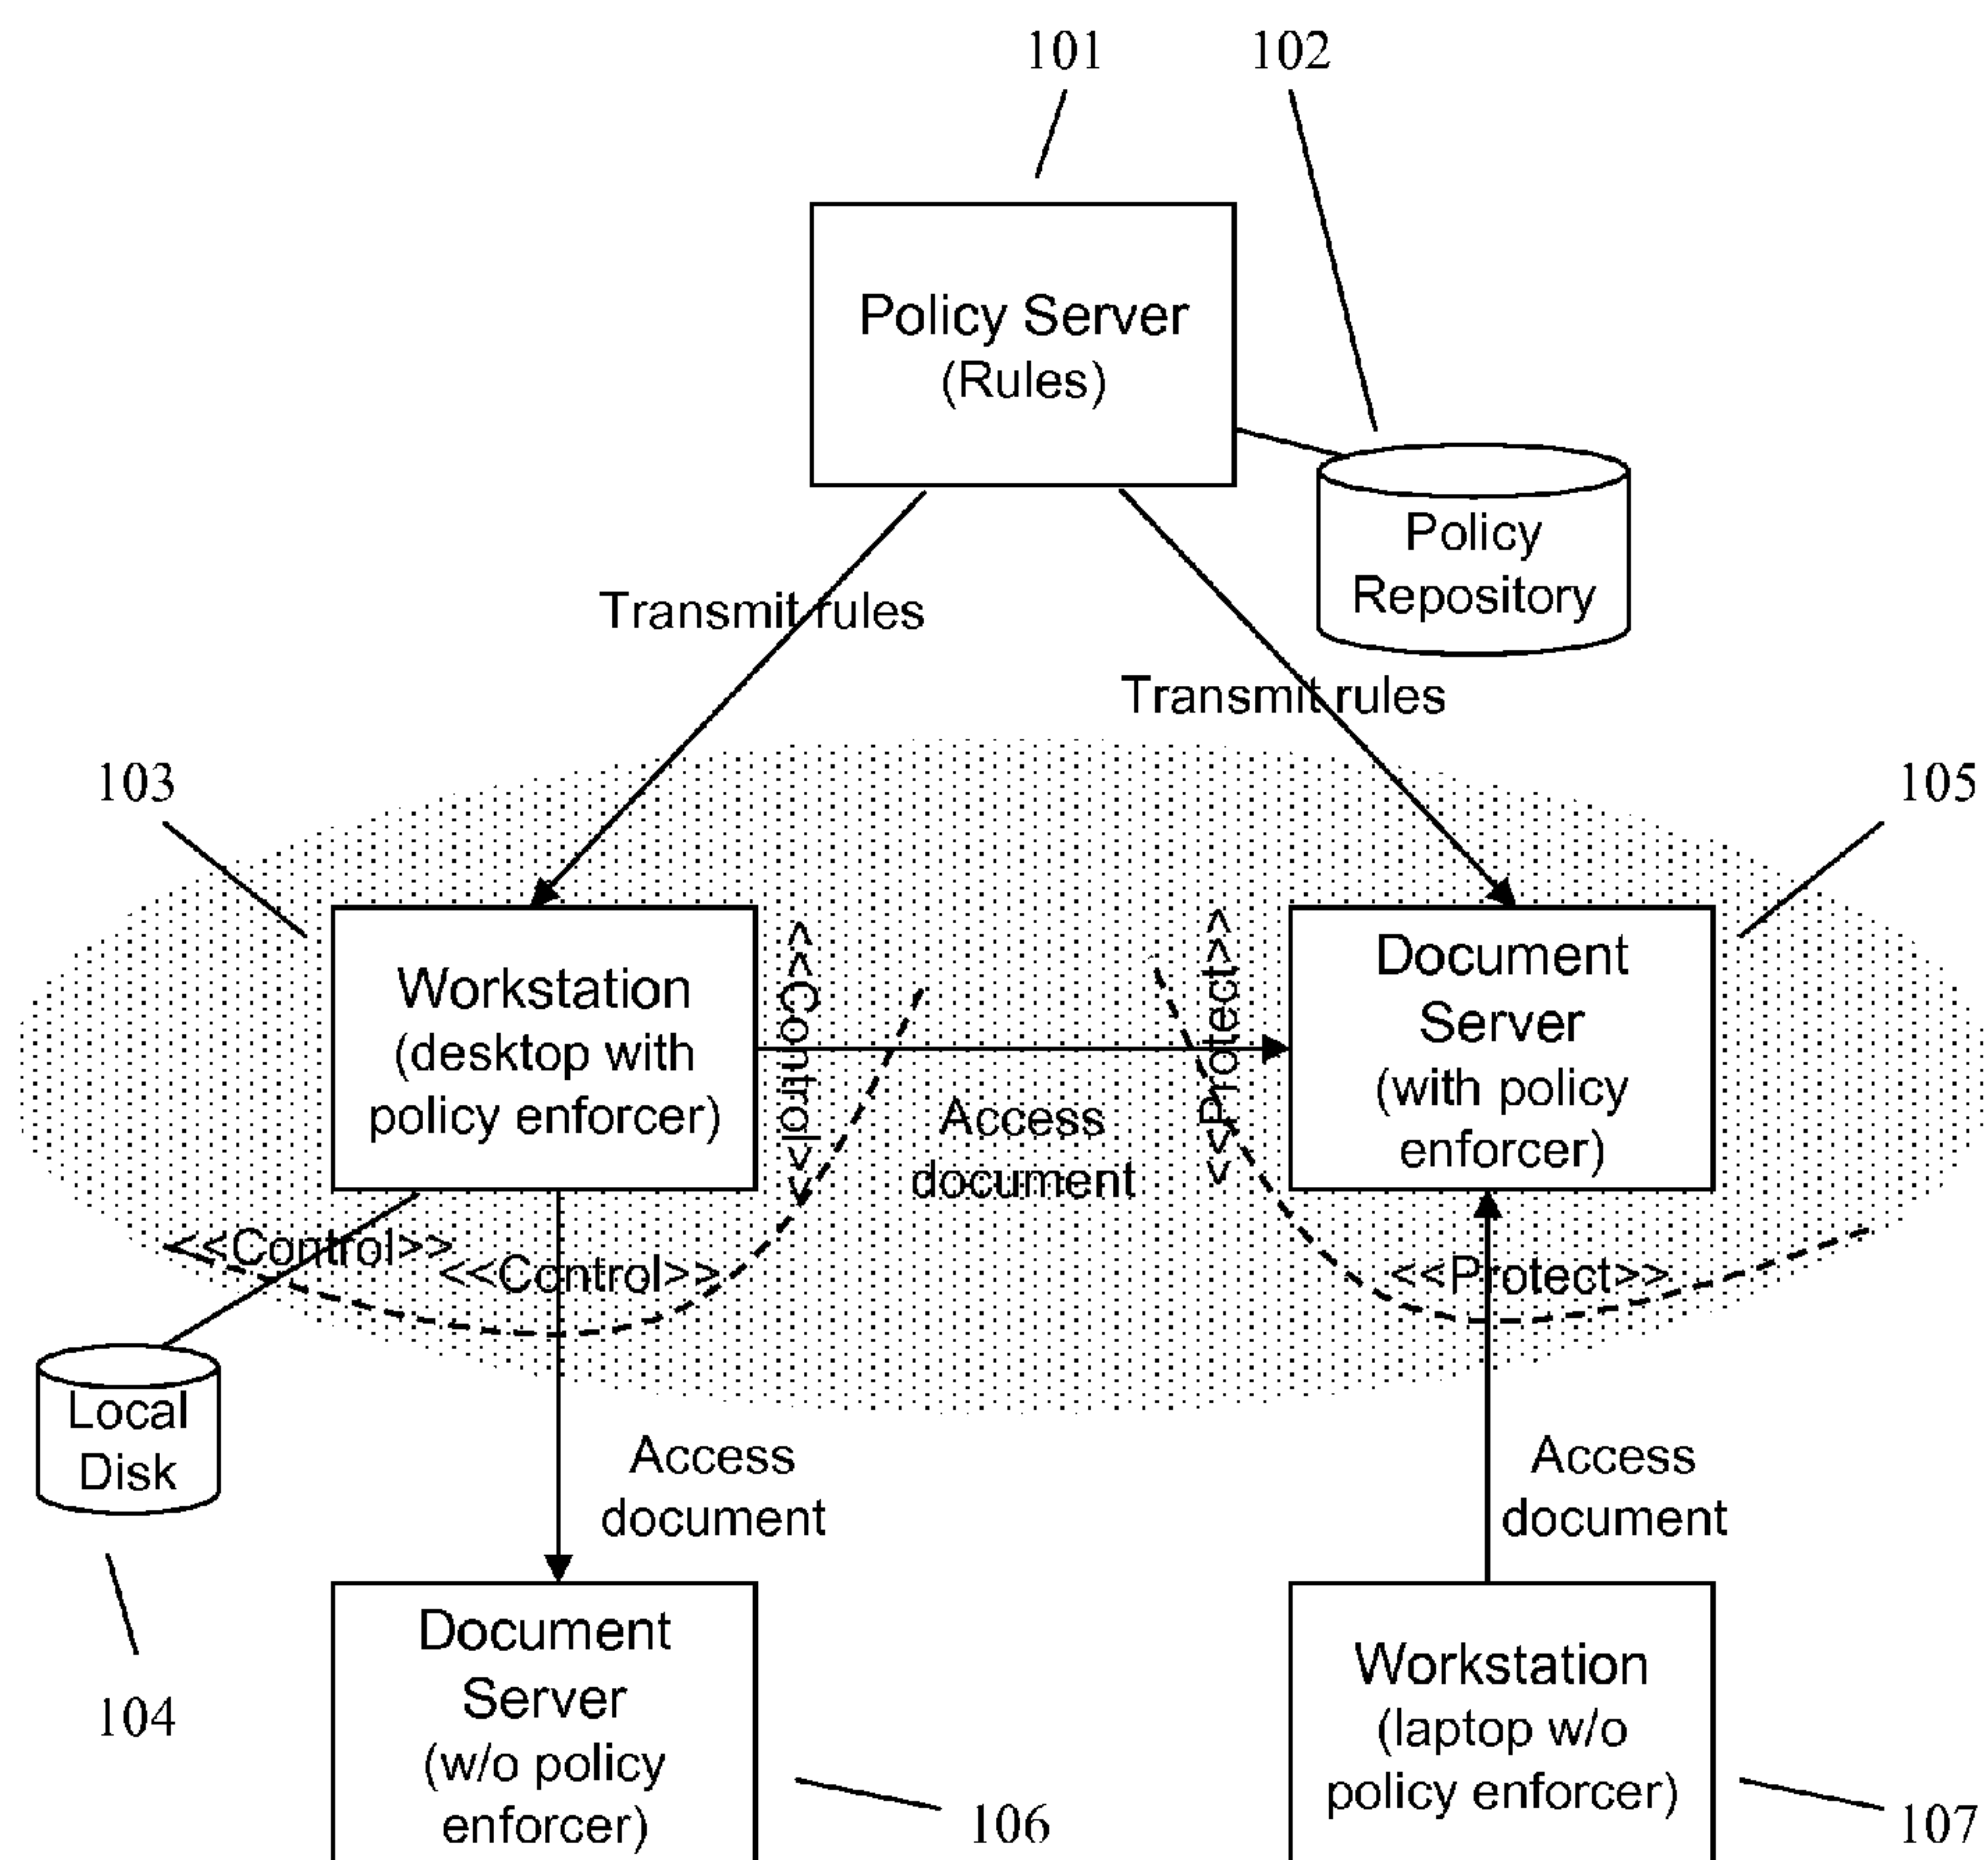 101
102
Policy Server
(Rules)
Policy
Repository
Transmit rules
Transmit rules
103
105
Workstation
(desktop with
policy enforcer)
<<Control>>
<<Protect>>
Document
Server
(with policy
enforcer)
Access
document
<<Control>>
<<Control>>
<<Protect>>
Local
Disk
Access
document
Access
document
104
Document
Server
(w/o policy
enforcer)
106
Workstation
(laptop w/o
policy enforcer)
107